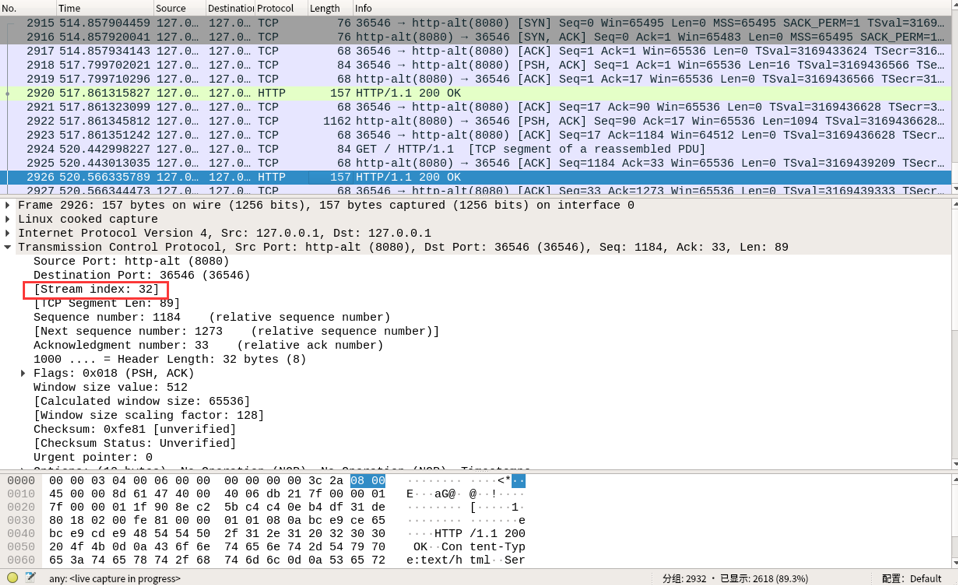 No. Time Source Destination Protocol Length Info
2915 514.857904459 127.0… 127.0… TCP 76 36546 → http-alt(8080) [SYN] Seq=0 Win=65495 Len=0 MSS=65495 SACK_PERM=1 TSval=3169…
2916 514.857920041 127.0… 127.0… TCP 76 http-alt(8080) → 36546 [SYN, ACK] Seq=0 Ack=1 Win=65483 Len=0 MSS=65495 SACK_PERM=1…
2917 514.857934143 127.0… 127.0… TCP 68 36546 → http-alt(8080) [ACK] Seq=1 Ack=1 Win=65536 Len=0 TSval=3169433624 TSecr=316…
2918 517.799702021 127.0… 127.0… TCP 84 36546 → http-alt(8080) [PSH, ACK] Seq=1 Ack=1 Win=65536 Len=16 TSval=3169436566 TSe…
2919 517.799710296 127.0… 127.0… TCP 68 http-alt(8080) → 36546 [ACK] Seq=1 Ack=17 Win=65536 Len=0 TSval=3169436566 TSecr=31…
2920 517.861315827 127.0… 127.0… HTTP 157 HTTP/1.1 200 OK
2921 517.861323099 127.0… 127.0… TCP 68 36546 → http-alt(8080) [ACK] Seq=17 Ack=90 Win=65536 Len=0 TSval=3169436628 TSecr=3…
2922 517.861345812 127.0… 127.0… TCP 1162 http-alt(8080) → 36546 [PSH, ACK] Seq=90 Ack=17 Win=65536 Len=1094 TSval=3169436628…
2923 517.861351242 127.0… 127.0… TCP 68 36546 → http-alt(8080) [ACK] Seq=17 Ack=1184 Win=64512 Len=0 TSval=3169436628 TSecr…
2924 520.442998227 127.0… 127.0… TCP 84 GET / HTTP/1.1 [TCP segment of a reassembled PDU]
2925 520.443013035 127.0… 127.0… TCP 68 http-alt(8080) → 36546 [ACK] Seq=1184 Ack=33 Win=65536 Len=0 TSval=3169439209 TSecr…
2926 520.566335789 127.0… 127.0… HTTP 157 HTTP/1.1 200 OK
2927 520.566344473 127.0… 127.0… TCP 68 36546 → http-alt(8080) [ACK] Seq=33 Ack=1273 Win=65536 Len=0 TSval=3169439333 TSecr…
Frame 2926: 157 bytes on wire (1256 bits), 157 bytes captured (1256 bits) on interface 0
Linux cooked capture
Internet Protocol Version 4, Src: 127.0.0.1, Dst: 127.0.0.1
Transmission Control Protocol, Src Port: http-alt (8080), Dst Port: 36546 (36546), Seq: 1184, Ack: 33, Len: 89
Source Port: http-alt (8080)
Destination Port: 36546 (36546)
[Stream index: 32]
[TCP Segment Len: 89]
Sequence number: 1184 (relative sequence number)
[Next sequence number: 1273 (relative sequence number)]
Acknowledgment number: 33 (relative ack number)
1000 .... = Header Length: 32 bytes (8)
Flags: 0x018 (PSH, ACK)
Window size value: 512
[Calculated window size: 65536]
[Window size scaling factor: 128]
Checksum: 0xfe81 [unverified]
[Checksum Status: Unverified]
Urgent pointer: 0
Options: (12 bytes), No-Operation (NOP), No-Operation (NOP), Timestamps
0000 00 00 03 04 00 06 00 00 00 00 00 00 3c 2a 08 00 ········ ····<*··
0010 45 00 00 8d 61 47 40 00 40 06 db 21 7f 00 00 01 E···aG@· @··!····
0020 7f 00 00 01 1f 90 8e c2 5b c4 c4 0e b4 df 31 de ········ [·····1·
0030 80 18 02 00 fe 81 00 00 01 01 08 0a bc e9 ce 65 ········ ·······e
0040 bc e9 cd e9 48 54 54 50 2f 31 2e 31 20 32 30 30 ····HTTP /1.1 200
0050 20 4f 4b 0d 0a 43 6f 6e 74 65 6e 74 2d 54 79 70 OK··Con tent-Typ
0060 65 3a 74 65 78 74 2f 68 74 6d 6c 0d 0a 53 65 72 e:text/h tml··Ser
any: <live capture in progress> 分组: 2932 · 已显示: 2618 (89.3%) 配置: Default